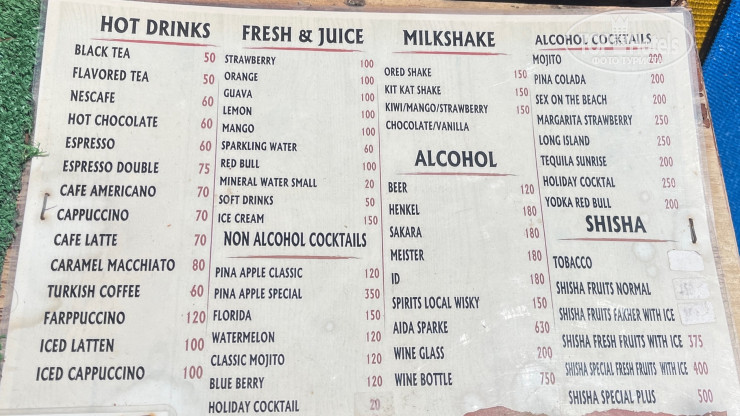 HOT DRINKS
BLACK TEA 50
FLAVORED TEA 50
NESCAFE 60
HOT CHOCOLATE 60
ESPRESSO 60
ESPRESSO DOUBLE 75
CAFE AMERICANO 70
CAPPUCCINO 70
CAFE LATTE 70
CARAMEL MACCHIATO 80
TURKISH COFFEE 60
FARPPUCCINO 120
ICED LATTEN 100
ICED CAPPUCCINO 100
FRESH & JUICE
STRAWBERRY 100
ORANGE 100
GUAVA 100
LEMON 100
MANGO 100
SPARKLING WATER 60
RED BULL 100
MINERAL WATER SMALL 20
SOFT DRINKS 50
ICE CREAM 150
NON ALCOHOL COCKTAILS
PINA APPLE CLASSIC 120
PINA APPLE SPECIAL 350
FLORIDA 150
WATERMELON 120
CLASSIC MOJITO 120
BLUE BERRY 120
HOLIDAY COCKTAIL 20
MILKSHAKE
ORED SHAKE 150
KIT KAT SHAKE 150
KIWI/MANGO/STRAWBERRY 150
CHOCOLATE/VANILLA
ALCOHOL
BEER 120
HENKEL 180
SAKARA 180
MEISTER 180
ID 180
SPIRITS LOCAL WISKY 150
AIDA SPARKE 630
WINE GLASS 200
WINE BOTTLE 750
ALCOHOL COCKTAILS
MOJITO 200
PINA COLADA 200
SEX ON THE BEACH 200
MARGARITA STRAWBERRY 250
LONG ISLAND 250
TEQUILA SUNRISE 200
HOLIDAY COCKTAL 250
YODKA RED BULL 200
SHISHA
TOBACCO
SHISHA FRUITS NORMAL
SHISHA FRUITS FAKHER WITH ICE
SHISHA FRESH FRUITS WITH ICE 375
SHISHA SPECIAL FRESH FRUITS WITH ICE 400
SHISHA SPECIAL PLUS 500